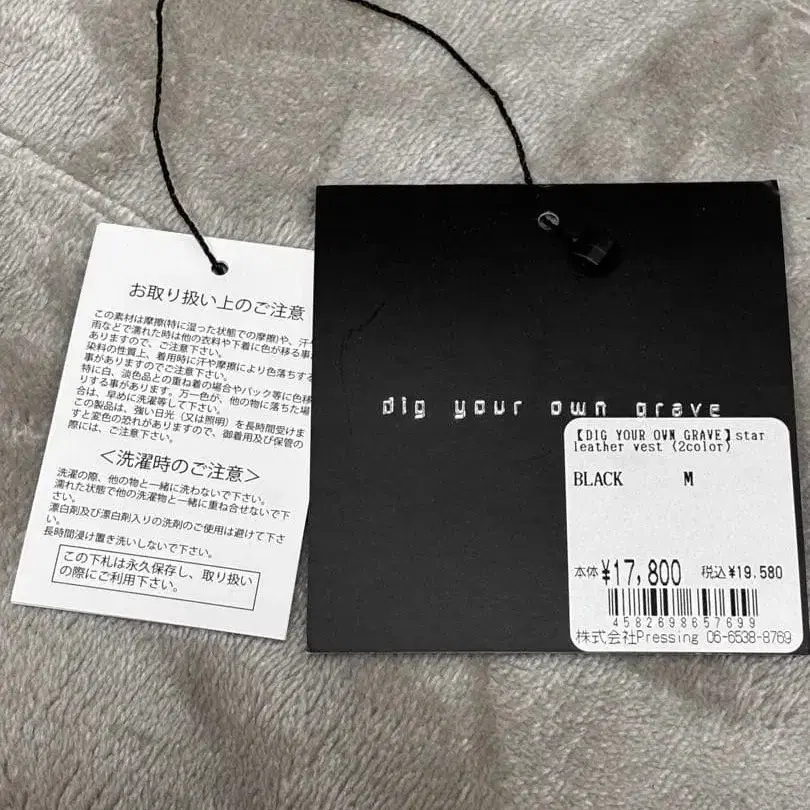 お取り扱い上のご注意
この素材は摩擦(特に湿った状態での摩擦)や、汗や
雨などで濡れた時は他の衣料や下着に色が移る事が
ありますので、ご注意下さい。
染料の性質上、着用時に汗や摩擦により色落ちする
事がありますのでご注意下さい。
特に白、淡色品との重ね着の場合やバック等に色移
りする事があります。万一色が、他の物に落ちた場
合は、早めに洗濯等して下さい。
この製品は、強い日光（又は照明）を長時間受けま
すと変色の恐れがありますので、御着用及び保管の
際には、ご注意下さい。
＜洗濯時のご注意＞
洗濯の際、他の物と一緒に洗わないで下さい。
濡れた状態で他の洗濯物と一緒に重ね合せないで下
さい。
漂白剤及び漂白剤入りの洗剤のご使用は避けて下さ
い。
長時間浸け置き洗いしないで下さい。
この下札は永久保存し、取り扱い
の際にご利用下さい。
dig your own grave
【DIG YOUR OWN GRAVE】star
leather vest (2color)
BLACK M
本体 ¥17,800 税込 ¥19,580
4582698657699
株式会社Pressing 06-6538-8769